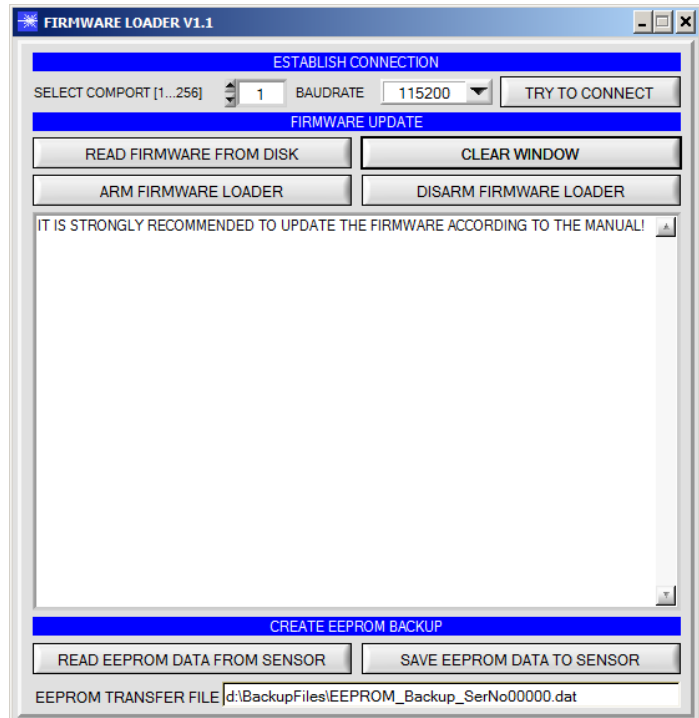 FIRMWARE LOADER V1.1
ESTABLISH CONNECTION
SELECT COMPORT [1...256] 1 BAUDRATE 115200 TRY TO CONNECT
FIRMWARE UPDATE
READ FIRMWARE FROM DISK CLEAR WINDOW
ARM FIRMWARE LOADER DISARM FIRMWARE LOADER
IT IS STRONGLY RECOMMENDED TO UPDATE THE FIRMWARE ACCORDING TO THE MANUAL!
CREATE EEPROM BACKUP
READ EEPROM DATA FROM SENSOR SAVE EEPROM DATA TO SENSOR
EEPROM TRANSFER FILE d:\BackupFiles\EEPROM_Backup_SerNo00000.dat